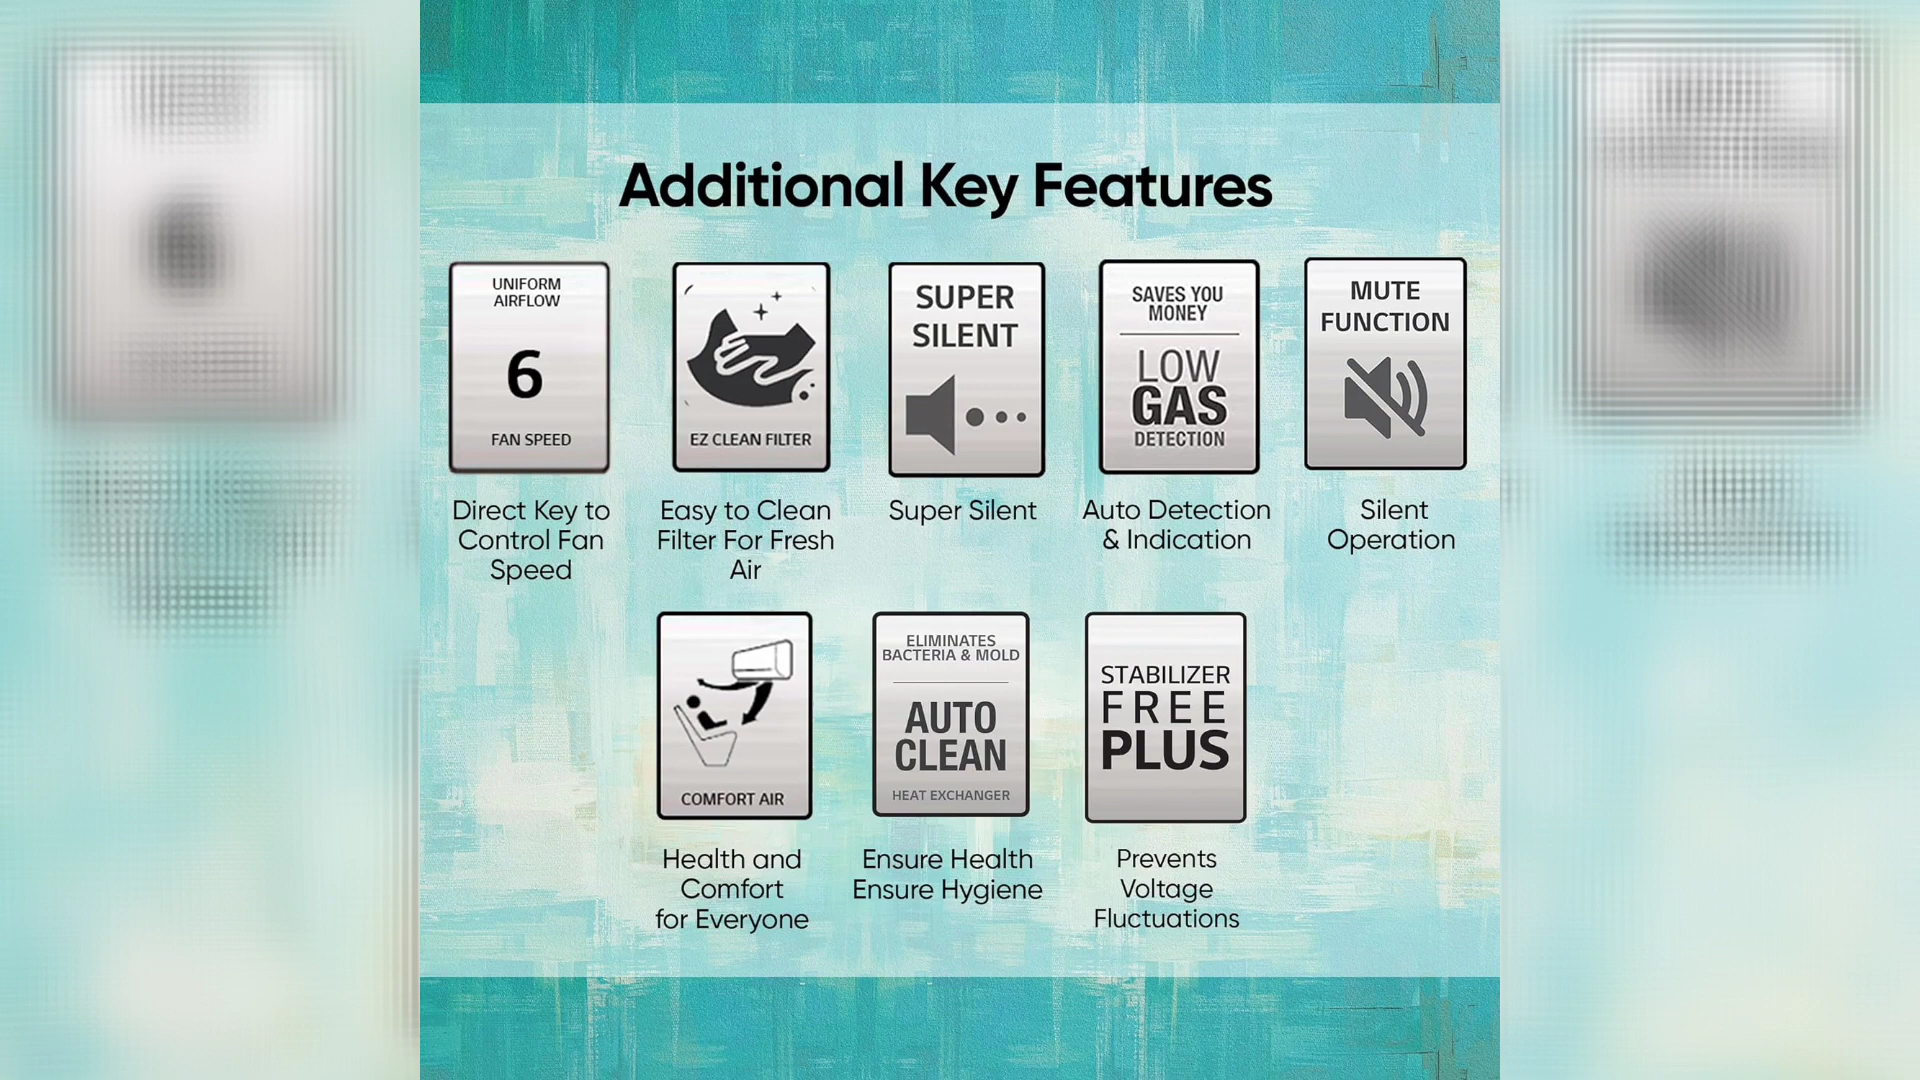 Additional Key Features
UNIFORM
AIRFLOW
6
FAN SPEED
Direct Key to
Control Fan
Speed
EZ CLEAN FILTER
Easy to Clean
Filter For Fresh
Air
SUPER
SILENT
Super Silent
SAVES YOU
MONEY
LOW
GAS
DETECTION
Auto Detection
& Indication
MUTE
FUNCTION
Silent
Operation
COMFORT AIR
Health and
Comfort
for Everyone
ELIMINATES
BACTERIA & MOLD
AUTO
CLEAN
HEAT EXCHANGER
Ensure Health
Ensure Hygiene
STABILIZER
FREE
PLUS
Prevents
Voltage
Fluctuations